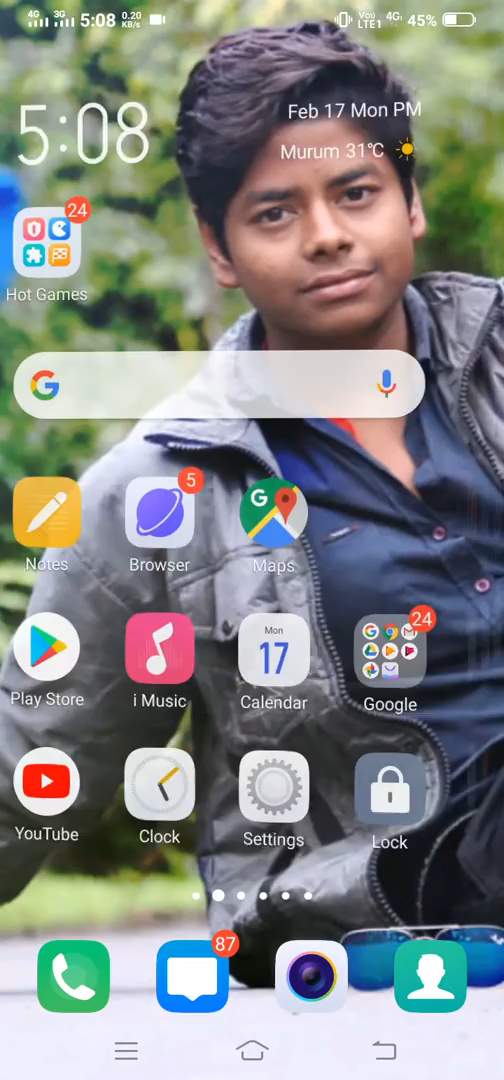 4G 3G 5:08 0.20 KB/s Vo)) LTE1 4G 45%
5:08
Feb 17 Mon PM
Murum 31℃
24
Hot Games
G
5
G
Notes Browser Maps
Mon
17
24
Play Store i Music Calendar Google
YouTube Clock Settings Lock
87